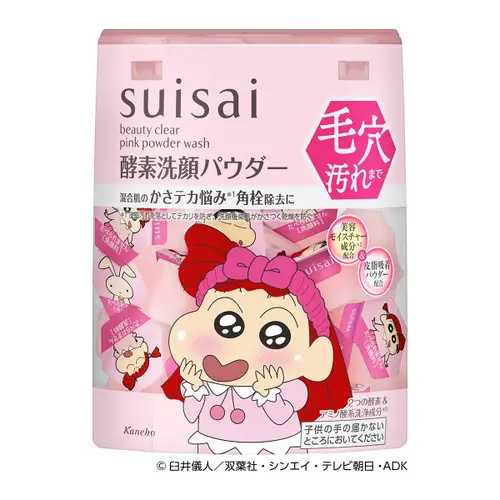 suisai
beauty clear
pink powder wash
酵素洗顔パウダー
混合肌のかさテカ悩み※1角栓除去に
毛穴
汚れまで
美容
モイスチャー
成分※2
配合
&
皮脂吸着
パウダー
配合
suisai
2つの酵素&
アミノ酸系洗浄成分※3
子供の手の届かない
ところにおいてください
Kanebo
© 臼井儀人／双葉社・シンエイ・テレビ朝日・ADK